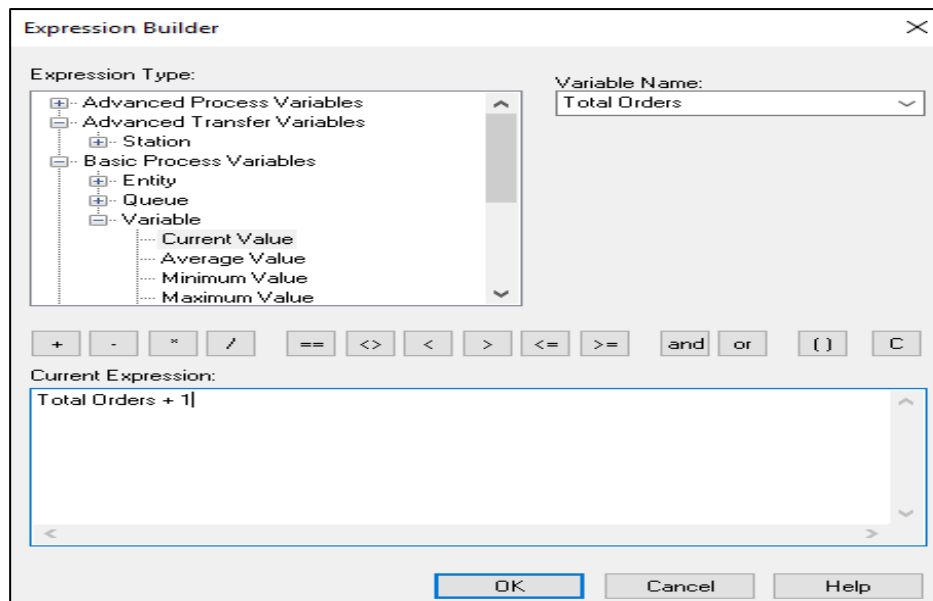 Expression Builder
Expression Type:
Variable Name:
Advanced Process Variables
Total Orders
Advanced Transfer Variables
Station
Basic Process Variables
Entity
Queue
Variable
Current Value
Average Value
Minimum Value
Maximum Value
+ - * / == <> < > <= >= and or () C
Current Expression:
Total Orders + 1
OK Cancel Help